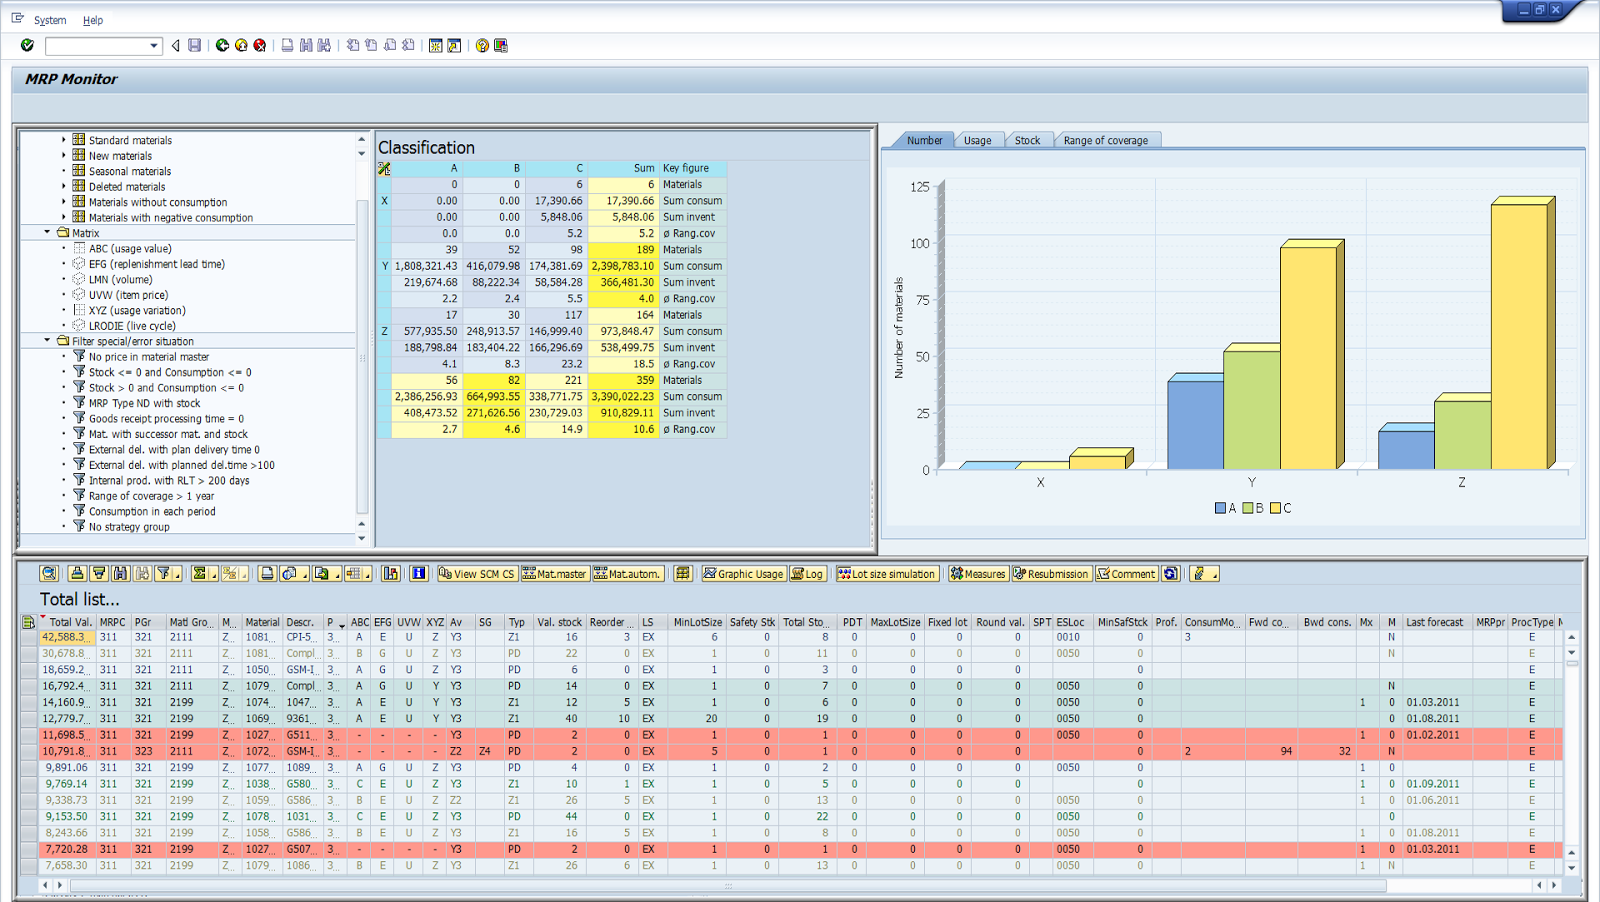 System Help
MRP Monitor
Standard materials
New materials
Seasonal materials
Deleted materials
Materials without consumption
Materials with negative consumption
Matrix
ABC (usage value)
EFG (replenishment lead time)
LMN (volume)
UVW (item price)
XYZ (usage variation)
LRODIE (live cycle)
Filter special/error situation
No price in material master
Stock <= 0 and Consumption <= 0
Stock > 0 and Consumption <= 0
MRP Type ND with stock
Goods receipt processing time = 0
Mat. with successor mat. and stock
External del. with plan delivery time 0
External del. with planned del.time >100
Internal prod. with RLT > 200 days
Range of coverage > 1 year
Consumption in each period
No strategy group
Classification
A B C Sum Key figure
0 0 6 6 Materials
X 0.00 0.00 17,390.66 17,390.66 Sum consum
0.00 0.00 5,848.06 5,848.06 Sum invent
0.0 0.0 5.2 5.2 ø Rang.cov
39 52 98 189 Materials
Y 1,808,321.43 416,079.98 174,381.69 2,398,783.10 Sum consum
219,674.68 88,222.34 58,584.28 366,481.30 Sum invent
2.2 2.4 5.5 4.0 ø Rang.cov
17 30 117 164 Materials
Z 577,935.50 248,913.57 146,999.40 973,848.47 Sum consum
188,798.84 183,404.22 166,296.69 538,499.75 Sum invent
4.1 8.3 23.2 18.5 ø Rang.cov
56 82 221 359 Materials
2,386,256.93 664,993.55 338,771.75 3,390,022.23 Sum consum
408,473.52 271,626.56 230,729.03 910,829.11 Sum invent
2.7 4.6 14.9 10.6 ø Rang.cov
Number Usage Stock Range of coverage
125
100
75
50
25
0
Number of materials
X Y Z
A B C
View SCM CS Mat.master Mat.autom. Graphic Usage Log Lot size simulation Measures Resubmission Comment
Total list...
Total Val. MRPC PGr Matl Gro... M... Material Descr. P ABC EFG UVW XYZ Av SG Typ Val. stock Reorder ... LS MinLotSize Safety Stk Total Sto... PDT MaxLotSize Fixed lot Round val. SPT ESLoc MinSafStck Prof. ConsumMo... Fwd co... Bwd cons. Mx M Last forecast MRPpr ProcType
42,588.3... 311 321 2111 Z... 1081... CPI-5... 3... A E U Z Y3 Z1 16 3 EX 6 0 8 0 0 0 0 0010 0 3 N E
30,678.8... 311 321 2111 Z... 1081... Compl... 3... B G U Z Y3 PD 22 0 EX 1 0 11 0 0 0 0 0050 0 N E
18,659.2... 311 321 2111 Z... 1050... GSM-I... 3... A G U Z Y3 PD 6 0 EX 1 0 3 0 0 0 0 0 E
16,792.4... 311 321 2111 Z... 1079... Compl... 3... A G U Y Y3 PD 14 0 EX 1 0 7 0 0 0 0 0050 0 N E
14,160.9... 311 321 2199 Z... 1074... 1047... 3... A E U Y Y3 Z1 12 5 EX 1 0 6 0 0 0 0 0050 0 1 0 01.03.2011 E
12,779.7... 311 321 2199 Z... 1069... 9361... 3... A E U Y Y3 Z1 40 10 EX 20 0 19 0 0 0 0 0050 0 0 01.08.2011 E
11,698.5... 311 321 2199 Z... 1027... G511... 3... - - - - Y3 PD 2 0 EX 1 0 1 0 0 0 0 0050 0 1 0 01.02.2011 E
10,791.8... 311 323 2111 Z... 1072... GSM-I... 3... - - - - Z2 Z4 PD 2 0 EX 5 0 1 0 0 0 0 0 2 94 32 N E
9,891.06 311 321 2199 Z... 1077... 1089... 3... A G U Z Y3 PD 4 0 EX 1 0 2 0 0 0 0 0050 0 1 0 E
9,769.14 311 321 2199 Z... 1038... G580... 3... C E U Z Y3 Z1 10 1 EX 1 0 5 0 0 0 0 0 0 01.09.2011 E
9,338.73 311 321 2199 Z... 1059... G586... 3... B E U Z Z2 Z1 26 5 EX 1 0 13 0 0 0 0 0050 0 1 0 01.06.2011 E
9,153.50 311 321 2199 Z... 1078... 1031... 3... C E U Z Y3 PD 44 0 EX 1 0 22 0 0 0 0 0050 0 0 E
8,243.66 311 321 2199 Z... 1058... G586... 3... B E U Z Y3 Z1 16 5 EX 1 0 8 0 0 0 0 0050 0 1 0 01.08.2011 E
7,720.28 311 321 2199 Z... 1027... G507... 3... - - - - Y3 PD 2 0 EX 1 0 1 0 0 0 0 0050 0 1 0 01.03.2011 E
7,658.30 311 321 2199 Z... 1079... 1086... 3... B E U Z Y3 Z1 26 6 EX 1 0 13 0 0 0 0 0050 0 1 N E